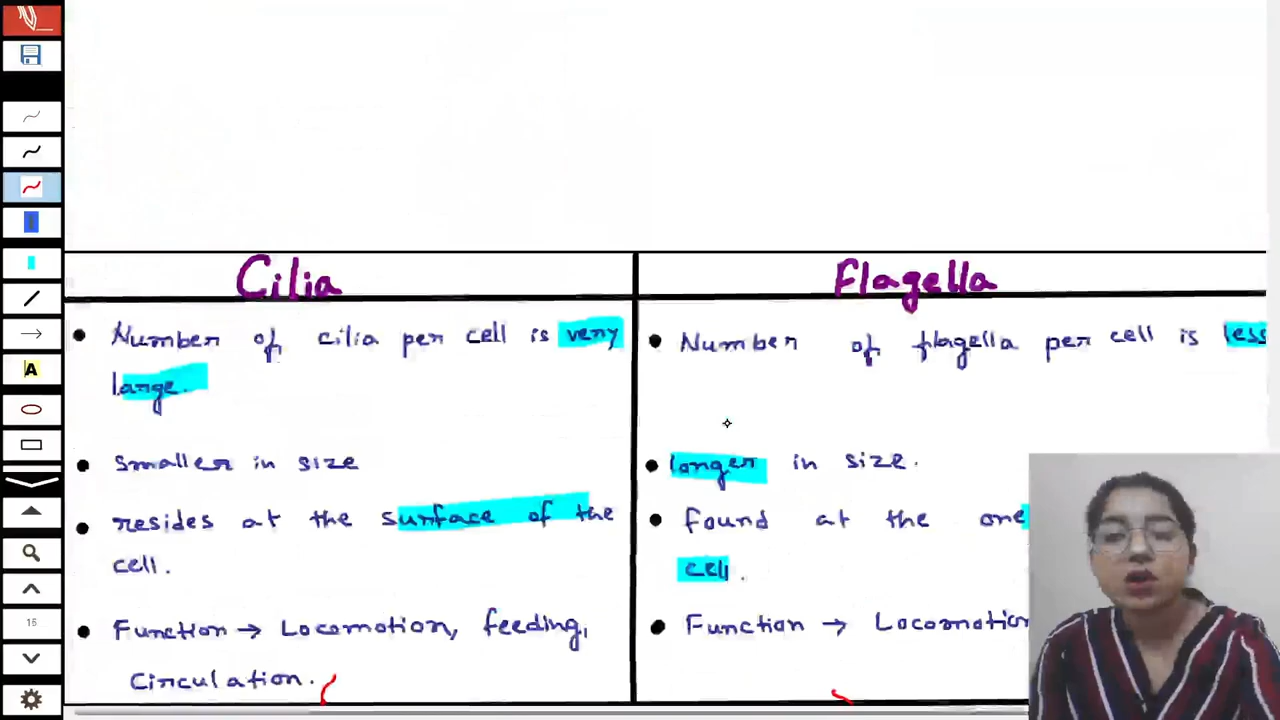 Cilia
Flagella
Number of cilia per cell is very
large.
Number of flagella per cell is less
smaller in size
longer in size.
resides at the surface of the
cell.
found at the one
cell.
Function → Locomotion, feeding,
Circulation.
Function → Locomotion
A
15